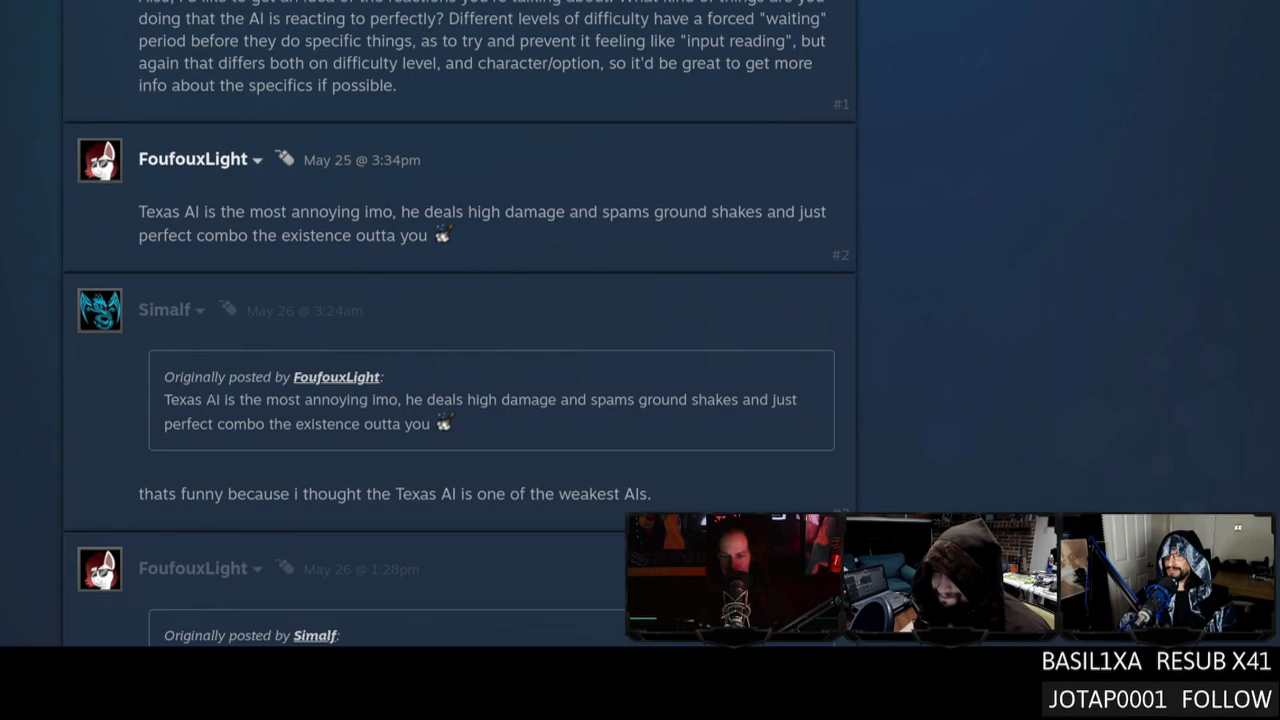 doing that the AI is reacting to perfectly? Different levels of difficulty have a forced "waiting"
period before they do specific things, as to try and prevent it feeling like "input reading", but
again that differs both on difficulty level, and character/option, so it'd be great to get more
info about the specifics if possible.
#1
FoufouxLight May 25 @ 3:34pm
Texas AI is the most annoying imo, he deals high damage and spams ground shakes and just
perfect combo the existence outta you
#2
Simalf May 26 @ 3:24am
Originally posted by FoufouxLight:
Texas AI is the most annoying imo, he deals high damage and spams ground shakes and just
perfect combo the existence outta you
thats funny because i thought the Texas AI is one of the weakest AIs.
FoufouxLight May 26 @ 1:28pm
Originally posted by Simalf:
BASIL1XA RESUB X41
JOTAP0001 FOLLOW